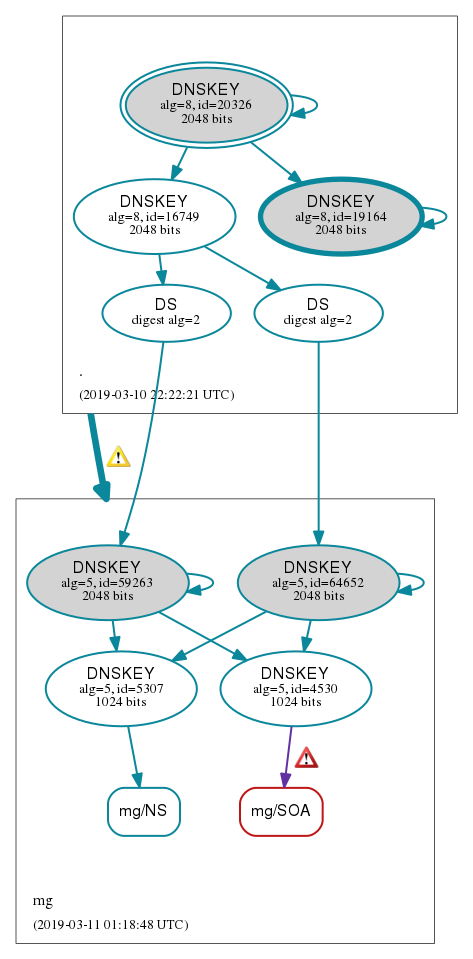 DNSKEY
alg=8, id=20326
2048 bits
DNSKEY
alg=8, id=16749
2048 bits
DNSKEY
alg=8, id=19164
2048 bits
DS
digest alg=2
DS
digest alg=2
.
(2019-03-10 22:22:21 UTC)
DNSKEY
alg=5, id=59263
2048 bits
DNSKEY
alg=5, id=64652
2048 bits
DNSKEY
alg=5, id=5307
1024 bits
DNSKEY
alg=5, id=4530
1024 bits
mg/NS
mg/SOA
mg
(2019-03-11 01:18:48 UTC)